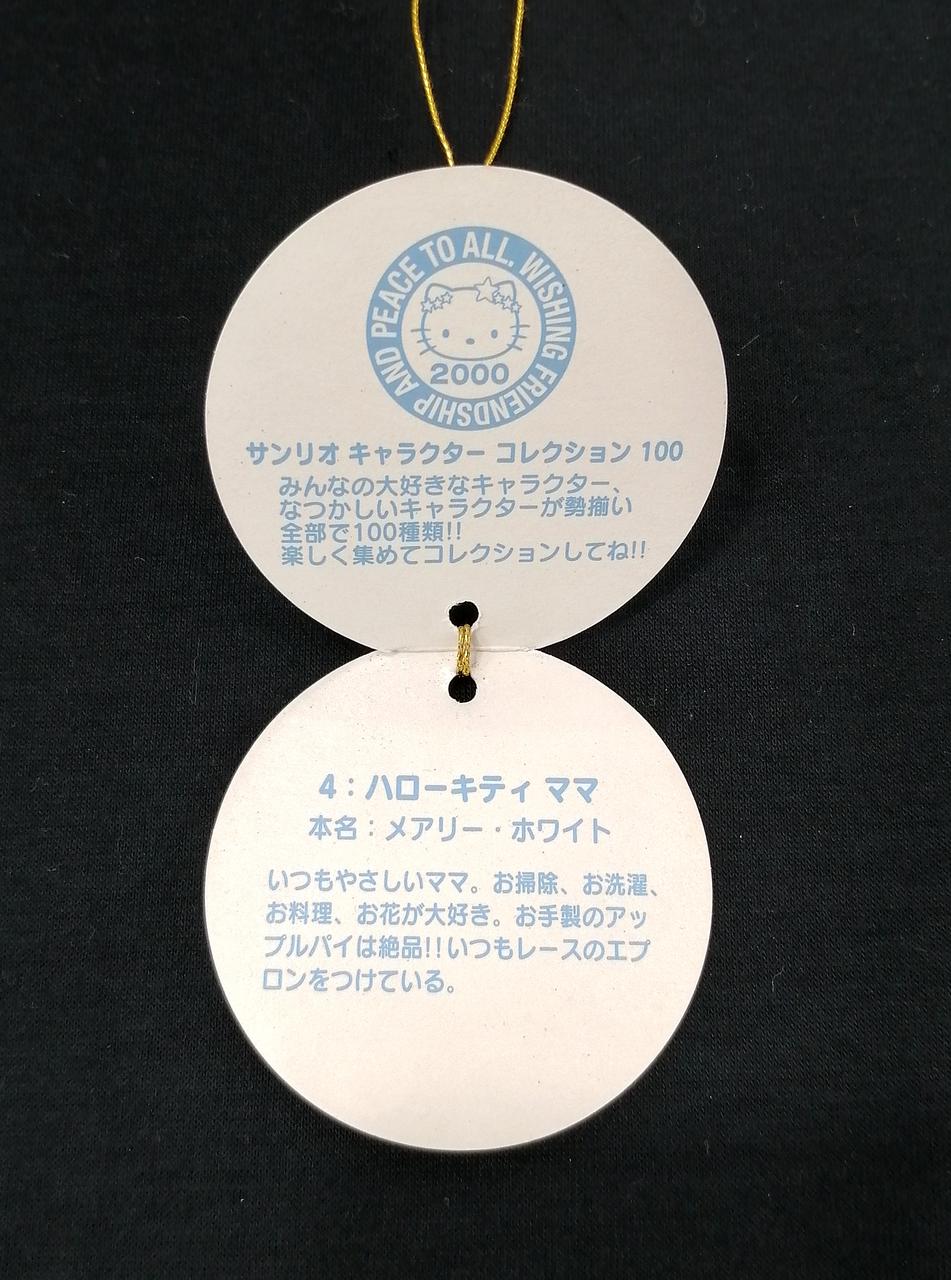 PEACE TO ALL. WISHING FRIENDSHIP AND
2000
サンリオ キャラクター コレクション 100
みんなの大好きなキャラクター、
なつかしいキャラクターが勢揃い
全部で100種類!!
楽しく集めてコレクションしてね!!
4：ハローキティ ママ
本名：メアリー・ホワイト
いつもやさしいママ。お掃除、お洗濯、
お料理、お花が大好き。お手製のアッ
プルパイは絶品!!いつもレースのエプ
ロンをつけている。